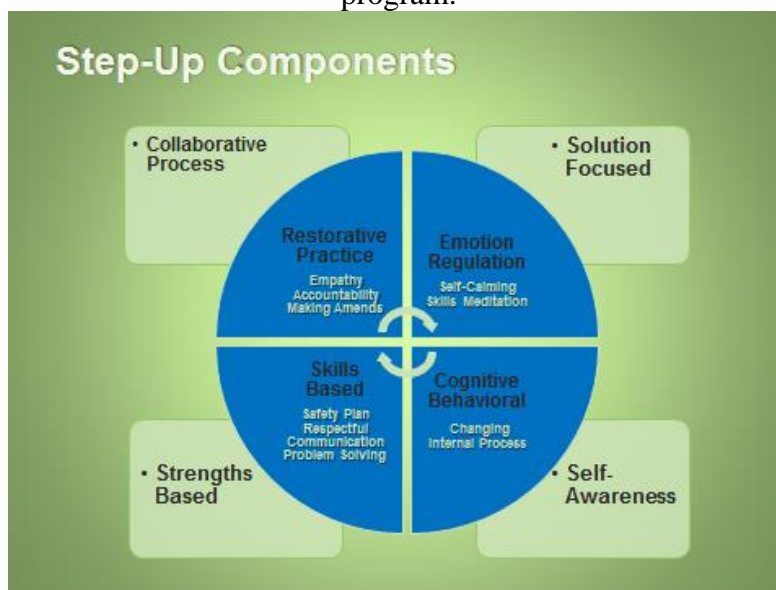 program.
Step-Up Components
• Collaborative
Process
• Solution
Focused
Restorative
Practice
Empathy
Accountability
Making Amends
Emotion
Regulation
Self-Calming
Skills Meditation
Skills
Based
Safety Plan
Respectful
Communication
Problem Solving
Cognitive
Behavioral
Changing
Internal Process
• Strengths
Based
• Self-
Awareness